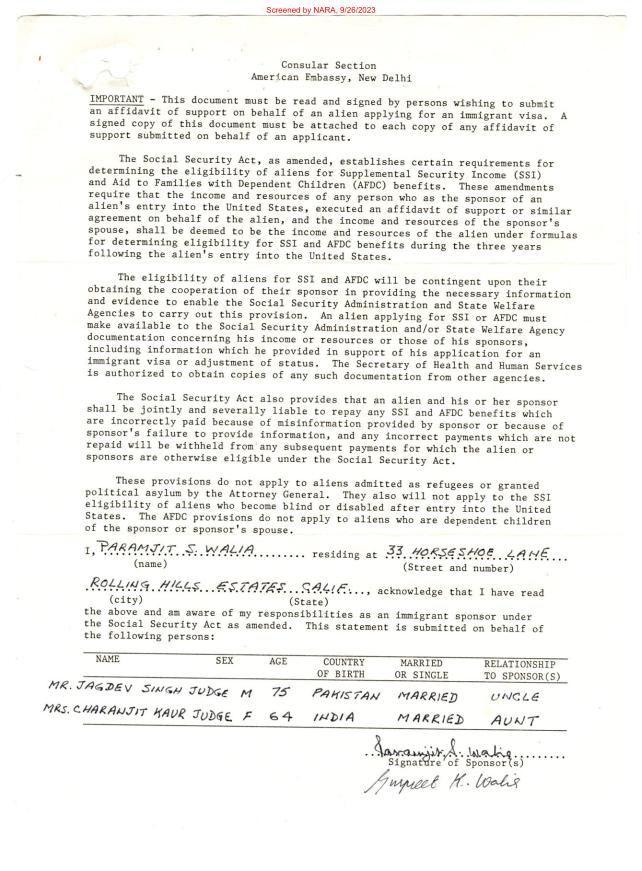 Screened by NARA, 9/26/2023
Consular Section
American Embassy, New Delhi
IMPORTANT - This document must be read and signed by persons wishing to submit
an affidavit of support on behalf of an alien applying for an immigrant visa. A
signed copy of this document must be attached to each copy of any affidavit of
support submitted on behalf of an applicant.
The Social Security Act, as amended, establishes certain requirements for
determining the eligibility of aliens for Supplemental Security Income (SSI)
and Aid to Families with Dependent Children (AFDC) benefits. These amendments
require that the income and resources of any person who as the sponsor of an
alien's entry into the United States, executed an affidavit of support or similar
agreement on behalf of the alien, and the income and resources of the sponsor's
spouse, shall be deemed to be the income and resources of the alien under formulas
for determining eligibility for SSI and AFDC benefits during the three years
following the alien's entry into the United States.
The eligibility of aliens for SSI and AFDC will be contingent upon their
obtaining the cooperation of their sponsor in providing the necessary information
and evidence to enable the Social Security Administration and State Welfare
Agencies to carry out this provision. An alien applying for SSI or AFDC must
make available to the Social Security Administration and/or State Welfare Agency
documentation concerning his income or resources or those of his sponsors,
including information which he provided in support of his application for an
immigrant visa or adjustment of status. The Secretary of Health and Human Services
is authorized to obtain copies of any such documentation from other agencies.
The Social Security Act also provides that an alien and his or her sponsor
shall be jointly and severally liable to repay any SSI and AFDC benefits which
are incorrectly paid because of misinformation provided by sponsor or because of
sponsor's failure to provide information, and any incorrect payments which are not
repaid will be withheld from any subsequent payments for which the alien or
sponsors are otherwise eligible under the Social Security Act.
These provisions do not apply to aliens admitted as refugees or granted
political asylum by the Attorney General. They also will not apply to the SSI
eligibility of aliens who become blind or disabled after entry into the United
States. The AFDC provisions do not apply to aliens who are dependent children
of the sponsor or sponsor's spouse.
I, PARAMJIT S. WALIA ......... residing at 33 HORSESHOE LANE...
(name) (Street and number)
ROLLING HILLS ESTATES CALIF..., acknowledge that I have read
(city) (State)
the above and am aware of my responsibilities as an immigrant sponsor under
the Social Security Act as amended. This statement is submitted on behalf of
the following persons:
NAME SEX AGE COUNTRY MARRIED RELATIONSHIP
OF BIRTH OR SINGLE TO SPONSOR(S)
MR. JAGDEV SINGH JUDGE M 75 PAKISTAN MARRIED UNCLE
MRS. CHARANJIT KAUR JUDGE F 64 INDIA MARRIED AUNT
Paramjit S. Walia
Signature of Sponsor(s)
Gurpreet K. Walia